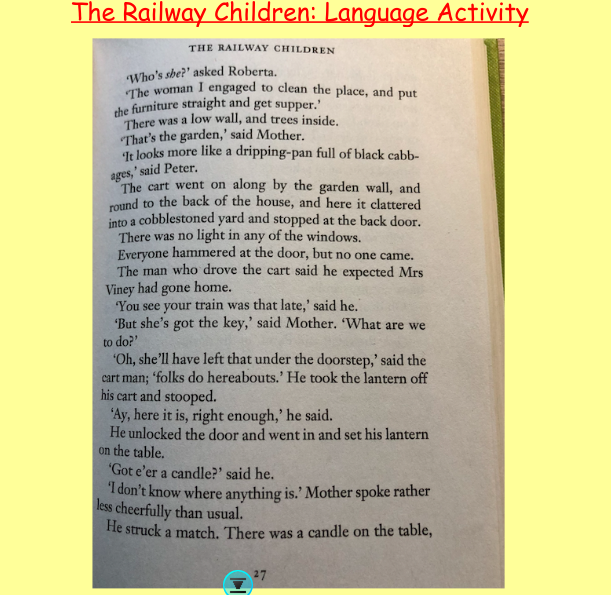 The Railway Children: Language Activity
THE RAILWAY CHILDREN
‘Who's she?’ asked Roberta.
‘The woman I engaged to clean the place, and put
the furniture straight and get supper.’
There was a low wall, and trees inside.
‘That's the garden,’ said Mother.
‘It looks more like a dripping-pan full of black cabb-
ages,’ said Peter.
The cart went on along by the garden wall, and
round to the back of the house, and here it clattered
into a cobblestoned yard and stopped at the back door.
There was no light in any of the windows.
Everyone hammered at the door, but no one came.
The man who drove the cart said he expected Mrs
Viney had gone home.
‘You see your train was that late,’ said he.
‘But she's got the key,’ said Mother. ‘What are we
to do?’
‘Oh, she'll have left that under the doorstep,’ said the
cart man; ‘folks do hereabouts.’ He took the lantern off
his cart and stooped.
‘Ay, here it is, right enough,’ he said.
He unlocked the door and went in and set his lantern
on the table.
‘Got e'er a candle?’ said he.
‘I don't know where anything is.’ Mother spoke rather
less cheerfully than usual.
He struck a match. There was a candle on the table,
27